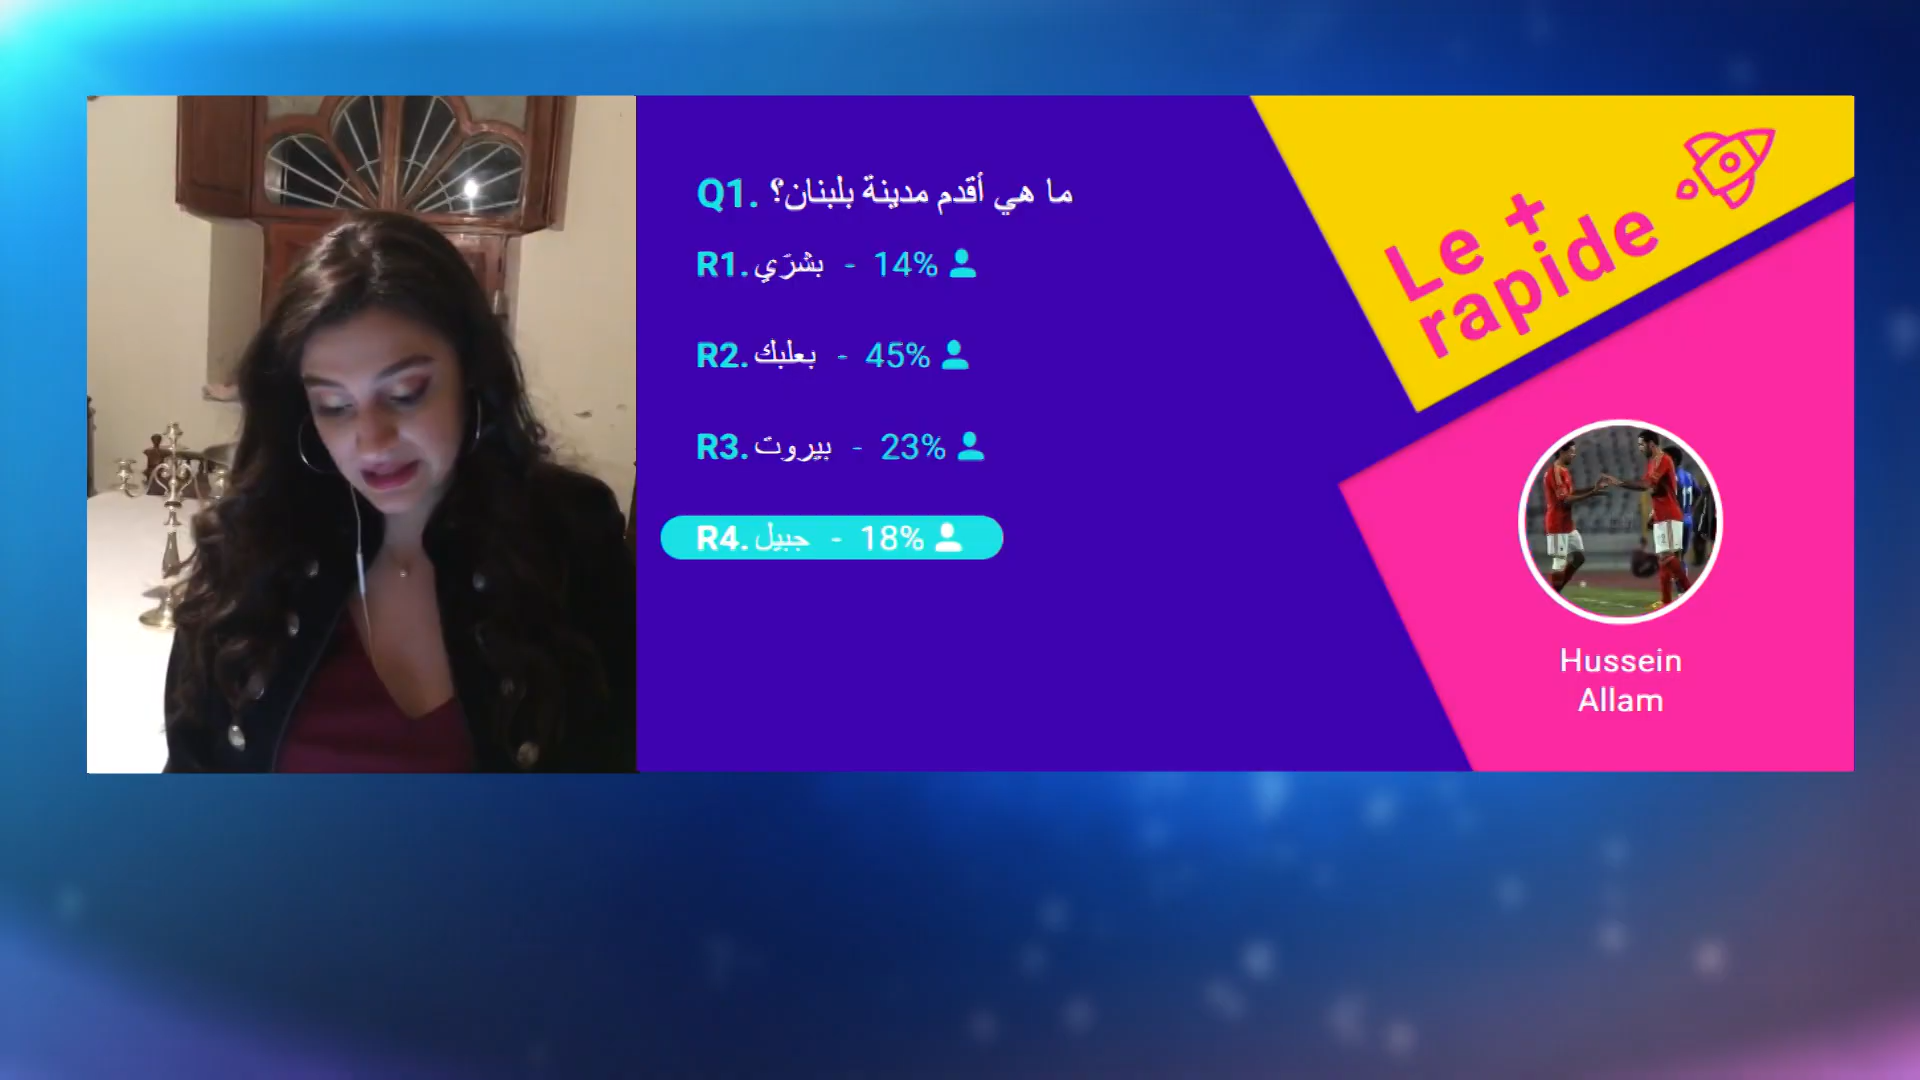 Q1. ما هي أقدم مدينة بلبنان؟
R1. بشرّي - 14%
R2. بعلبك - 45%
R3. بيروت - 23%
R4. جبيل - 18%
Le +
rapide
Hussein
Allam